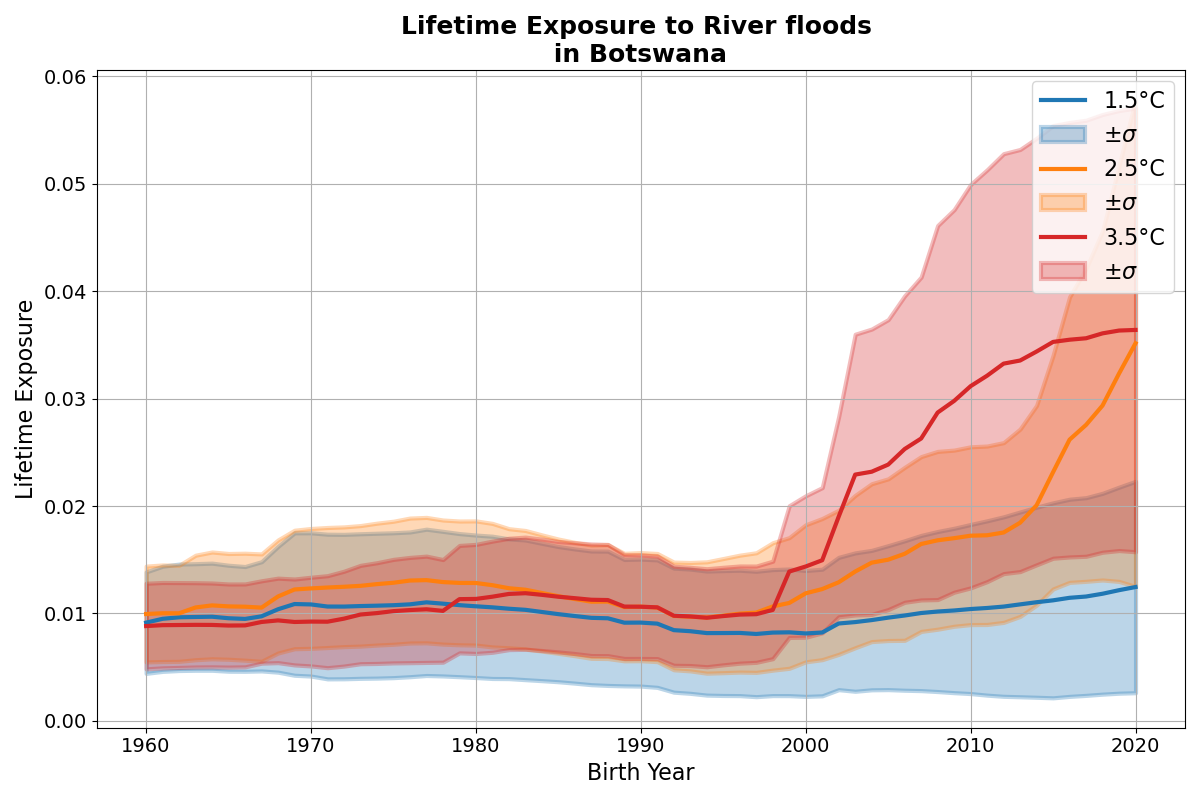 Lifetime Exposure to River floods
in Botswana
0.06
0.05
0.04
0.03
0.02
0.01
0.00
Lifetime Exposure
1960
1970
1980
1990
2000
2010
2020
Birth Year
1.5°C
±σ
2.5°C
±σ
3.5°C
±σ